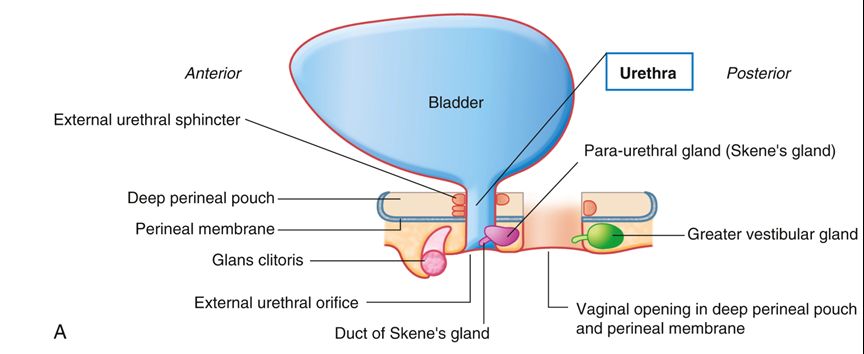 Anterior
Urethra
Posterior
Bladder
External urethral sphincter
Para-urethral gland (Skene's gland)
Deep perineal pouch
Perineal membrane
Greater vestibular gland
Glans clitoris
External urethral orifice
Vaginal opening in deep perineal pouch
and perineal membrane
Duct of Skene's gland
A